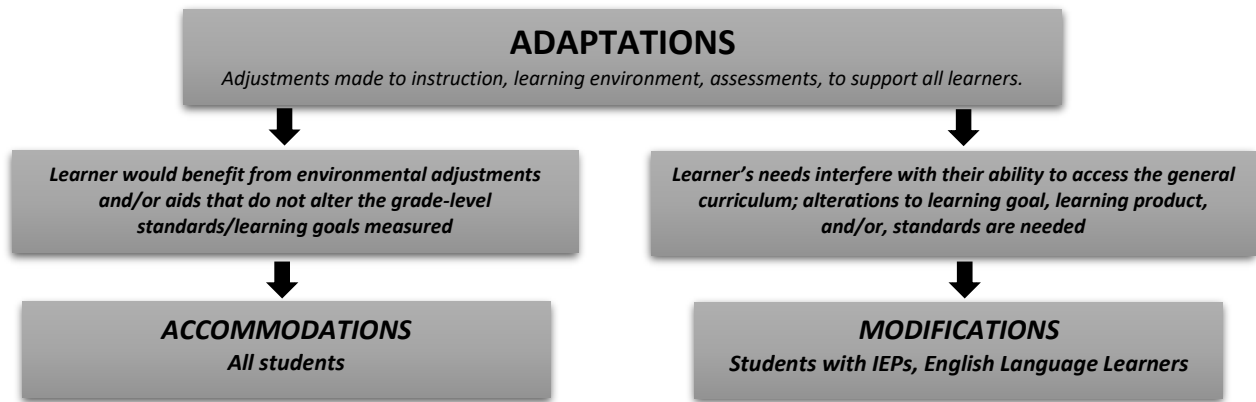 ADAPTATIONS
Adjustments made to instruction, learning environment, assessments, to support all learners.
Learner would benefit from environmental adjustments
and/or aids that do not alter the grade-level
standards/learning goals measured
Learner's needs interfere with their ability to access the general
curriculum; alterations to learning goal, learning product,
and/or, standards are needed
ACCOMMODATIONS
All students
MODIFICATIONS
Students with IEPs, English Language Learners